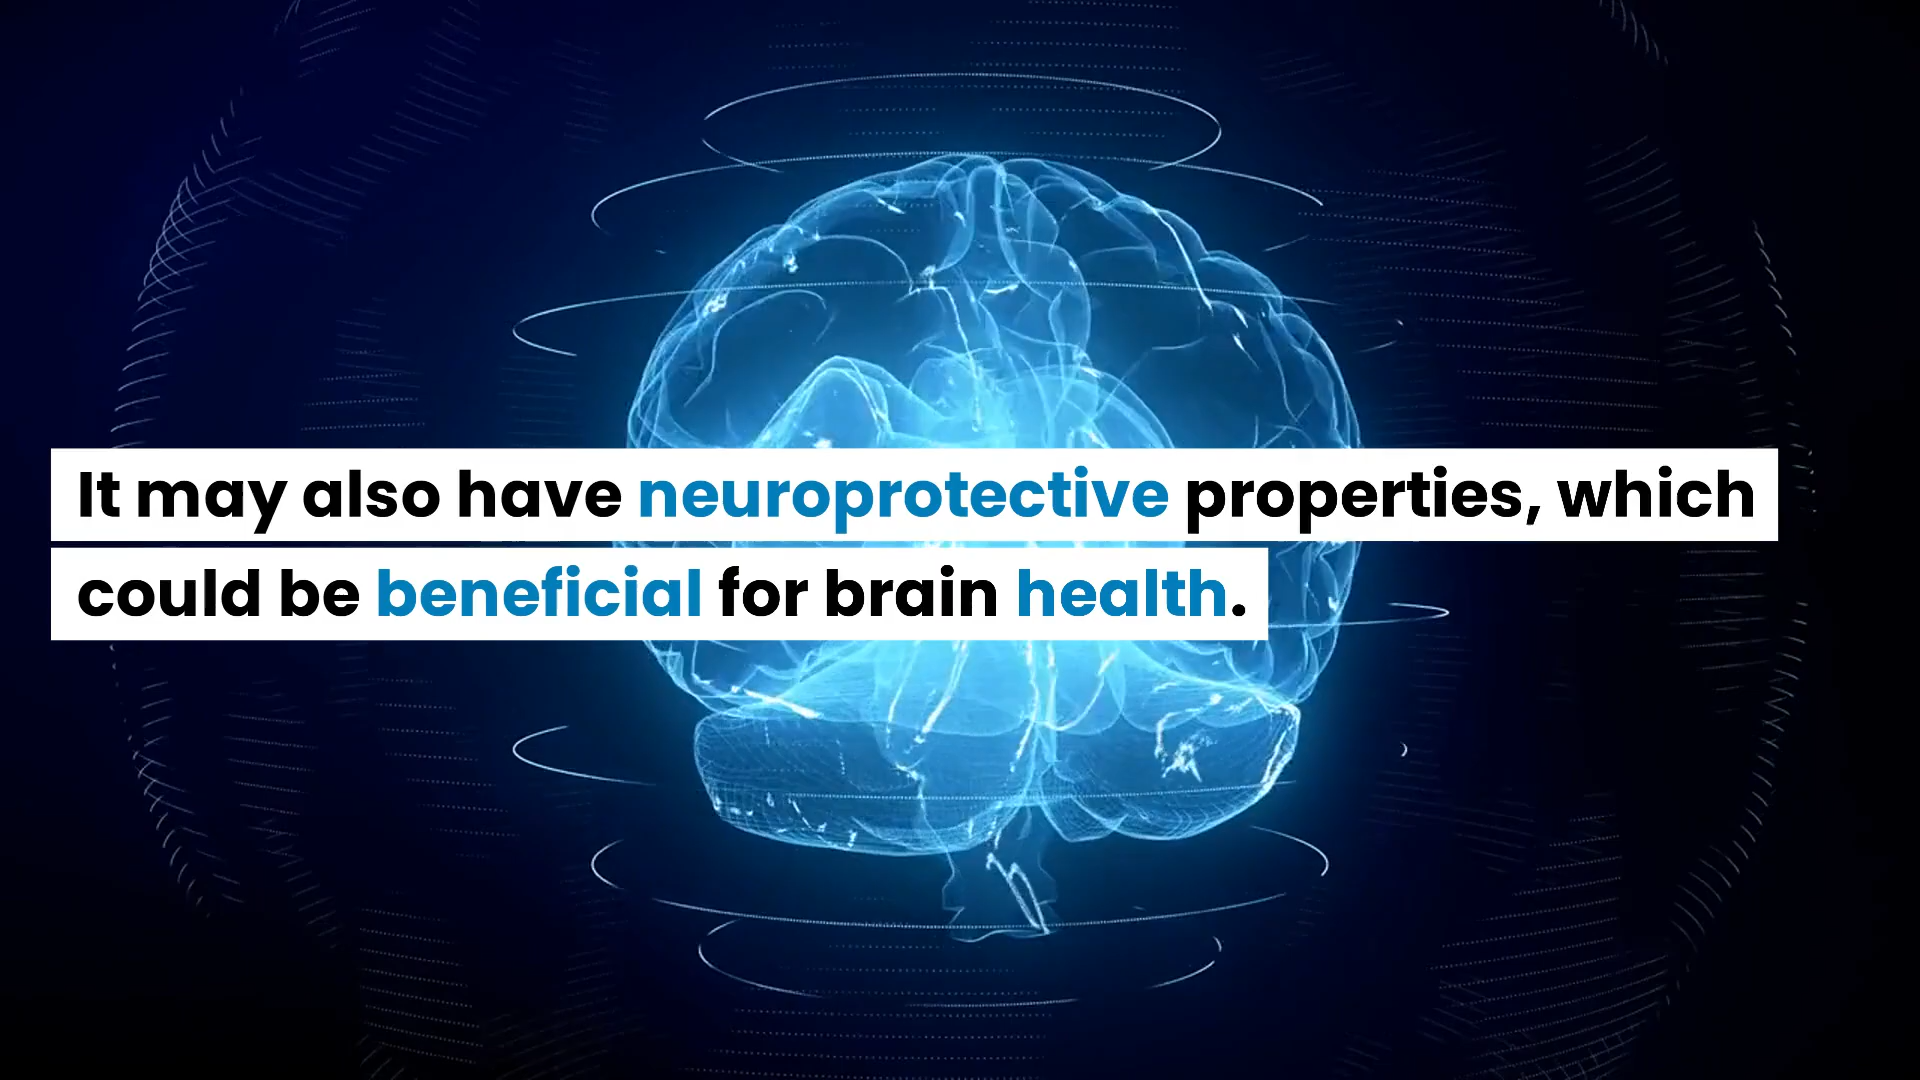 It may also have neuroprotective properties, which
could be beneficial for brain health.